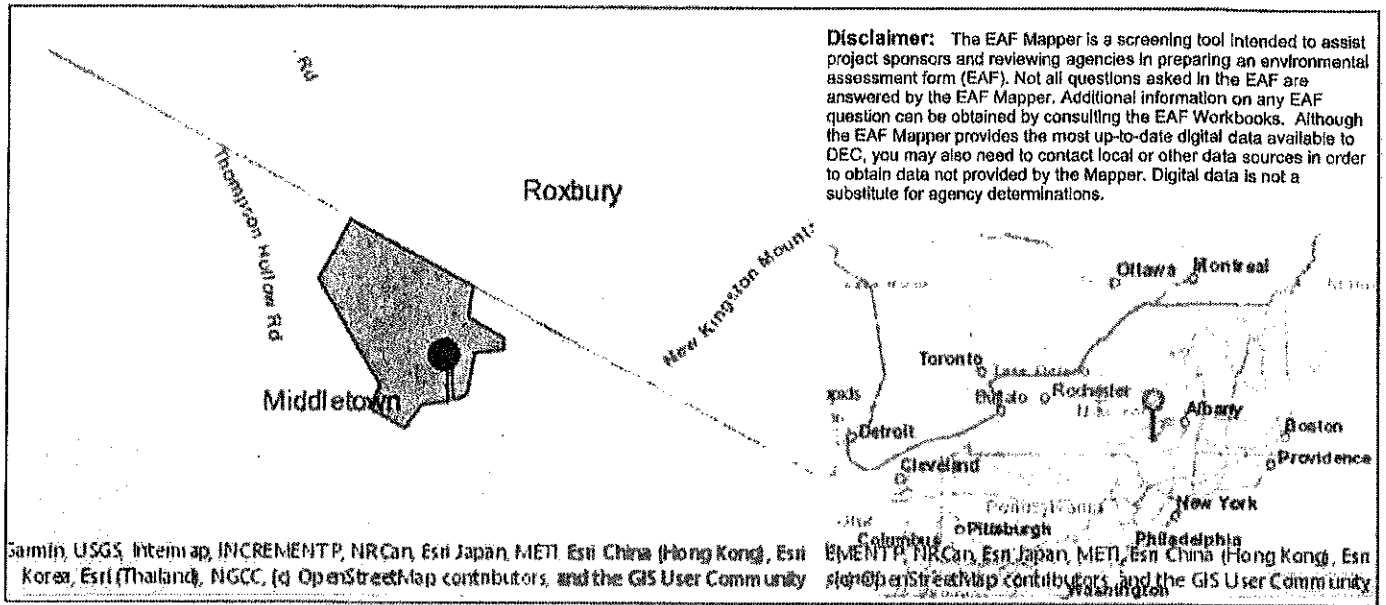 Disclaimer: The EAF Mapper is a screening tool intended to assist
project sponsors and reviewing agencies in preparing an environmental
assessment form (EAF). Not all questions asked in the EAF are
answered by the EAF Mapper. Additional information on any EAF
question can be obtained by consulting the EAF Workbooks. Although
the EAF Mapper provides the most up-to-date digital data available to
DEC, you may also need to contact local or other data sources in order
to obtain data not provided by the Mapper. Digital data is not a
substitute for agency determinations.
Rd
Thompson Hollow Rd
Roxbury
New Kingston Mount
Middletown
Ottawa
Montreal
Toronto
Buffalo
Rochester
Albany
Boston
Detroit
Cleveland
Providence
New York
Pittsburgh
Columbus
Philadelphia
Washington
Garmin, USGS, Intermap, INCREMENT P, NRCan, Esri Japan, METI, Esri China (Hong Kong), Esri
Korea, Esri (Thailand), NGCC, (c) OpenStreetMap contributors, and the GIS User Community
EMENT P, NRCan, Esri Japan, METI, Esri China (Hong Kong), Esri
OpenStreetMap contributors, and the GIS User Community